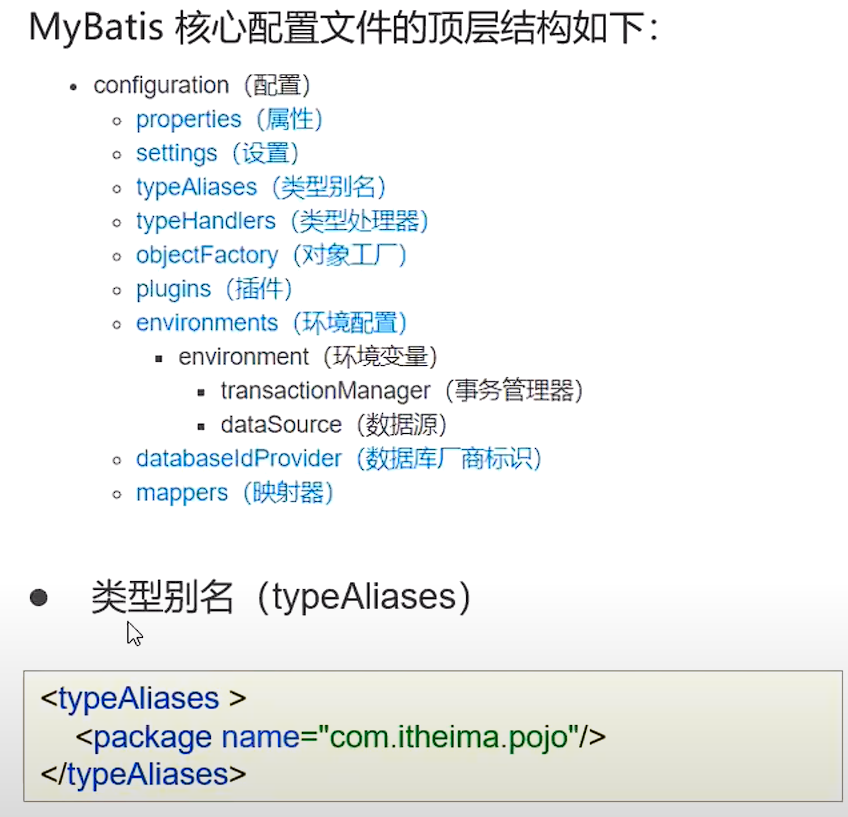 MyBatis 核心配置文件的顶层结构如下：
configuration（配置）
properties（属性）
settings（设置）
typeAliases（类型别名）
typeHandlers（类型处理器）
objectFactory（对象工厂）
plugins（插件）
environments（环境配置）
environment（环境变量）
transactionManager（事务管理器）
dataSource（数据源）
databaseIdProvider（数据库厂商标识）
mappers（映射器）
类型别名（typeAliases）
<typeAliases >
<package name="com.itheima.pojo"/>
</typeAliases>